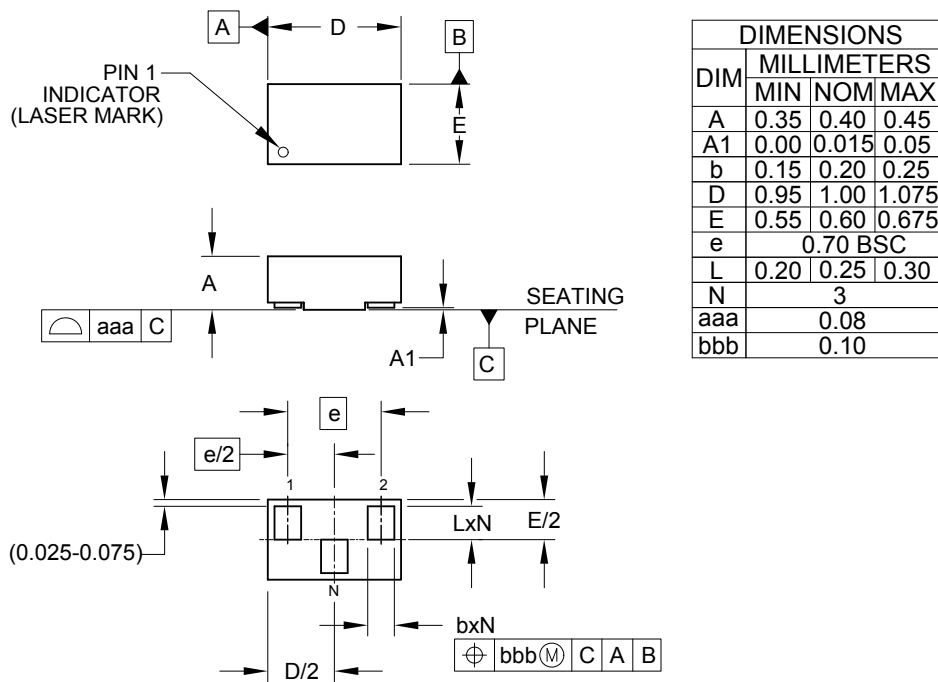 A
D
B
PIN 1
INDICATOR
(LASER MARK)
E
A
aaa C
A1
SEATING
PLANE
C
e
e/2
1 2
(0.025-0.075)
LxN
E/2
N
bxN
bbb Ⓜ C A B
D/2
DIMENSIONS
DIM MILLIMETERS
MIN NOM MAX
A 0.35 0.40 0.45
A1 0.00 0.015 0.05
b 0.15 0.20 0.25
D 0.95 1.00 1.075
E 0.55 0.60 0.675
e 0.70 BSC
L 0.20 0.25 0.30
N 3
aaa 0.08
bbb 0.10